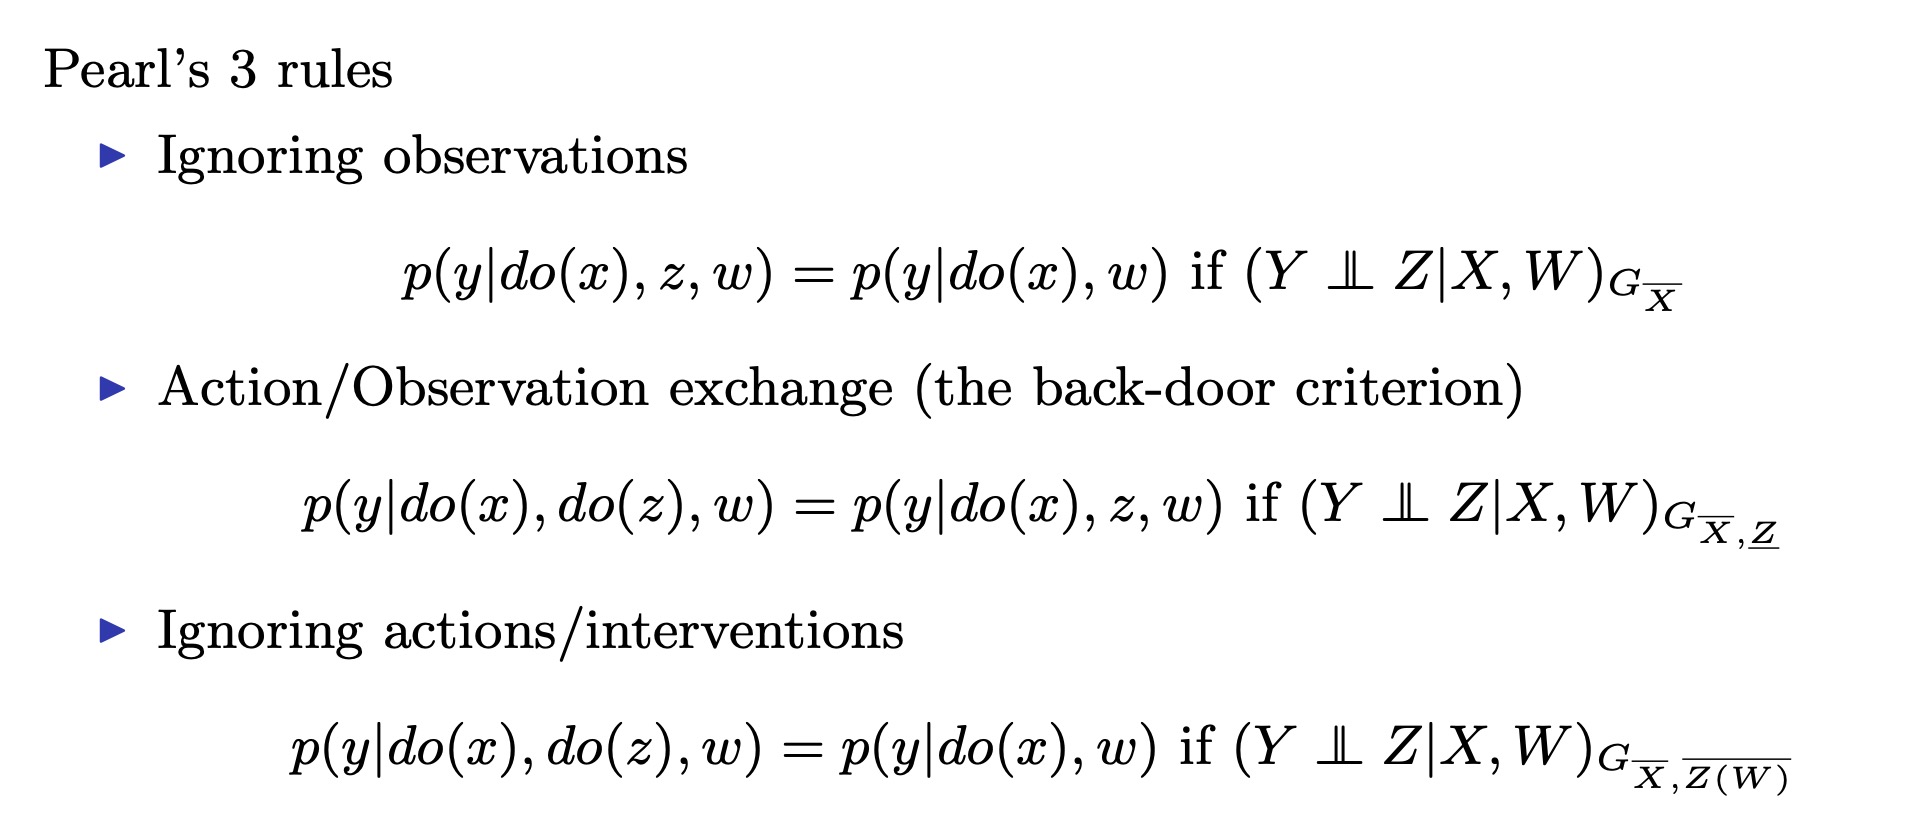 Pearl's 3 rules
▶ Ignoring observations
p(y|do(x), z, w) = p(y|do(x), w) if (Y ⫫ Z|X, W)_{G_{\overline{X}}}
▶ Action/Observation exchange (the back-door criterion)
p(y|do(x), do(z), w) = p(y|do(x), z, w) if (Y ⫫ Z|X, W)_{G_{\overline{X},\underline{Z}}}
▶ Ignoring actions/interventions
p(y|do(x), do(z), w) = p(y|do(x), w) if (Y ⫫ Z|X, W)_{G_{\overline{X},\overline{Z(W)}}}